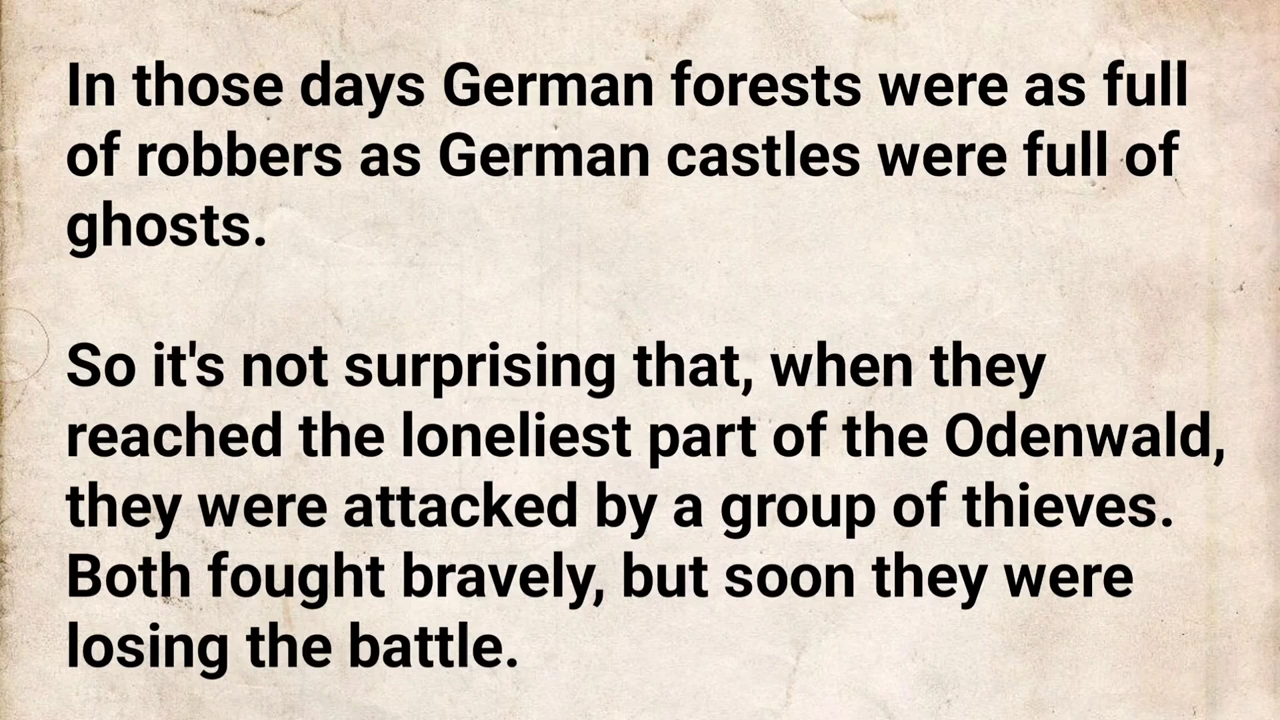 In those days German forests were as full
of robbers as German castles were full of
ghosts.
So it's not surprising that, when they
reached the loneliest part of the Odenwald,
they were attacked by a group of thieves.
Both fought bravely, but soon they were
losing the battle.